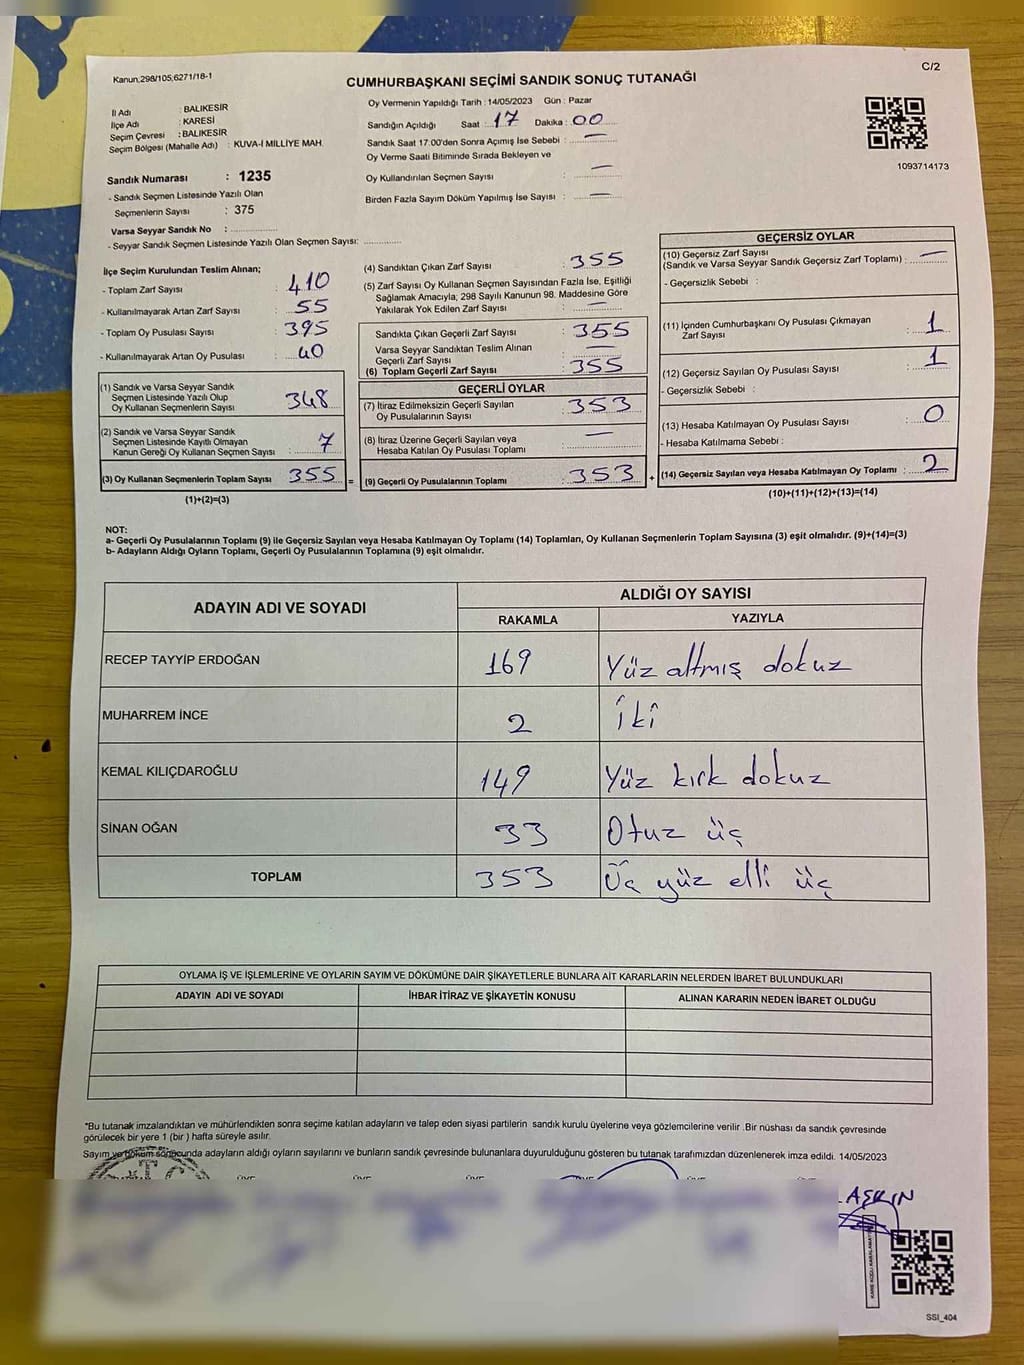 C/2
Kanun,298/105,6271/18-1
CUMHURBAŞKANI SEÇİMİ SANDIK SONUÇ TUTANAĞI
İl Adı : BALIKESİR
İlçe Adı : KARESİ
Seçim Çevresi : BALIKESİR
Seçim Bölgesi (Mahalle Adı) : KUVA-İ MİLLİYE MAH.
Sandık Numarası : 1235
- Sandık Seçmen Listesinde Yazılı Olan
Seçmenlerin Sayısı : 375
Varsa Seyyar Sandık No : ..............
- Seyyar Sandık Seçmen Listesinde Yazılı Olan Seçmen Sayısı: ............
Oy Vermenin Yapıldığı Tarih : 14/05/2023 Gün : Pazar
Sandığın Açıldığı Saat : 17 Dakika : 00
Sandık Saat 17:00'den Sonra Açımış İse Sebebi : —
Oy Verme Saati Bitiminde Sırada Bekleyen ve
Oy Kullandırılan Seçmen Sayısı : —
Birden Fazla Sayım Döküm Yapılmış İse Sayısı : —
1093714173
İlçe Seçim Kurulundan Teslim Alınan;
- Toplam Zarf Sayısı : 410
- Kullanılmayarak Artan Zarf Sayısı : 55
- Toplam Oy Pusulası Sayısı : 395
- Kullanılmayarak Artan Oy Pusulası : 40
(1) Sandık ve Varsa Seyyar Sandık
Seçmen Listesinde Yazılı Olup
Oy Kullanan Seçmenlerin Sayısı : 348
(2) Sandık ve Varsa Seyyar Sandık
Seçmen Listesinde Kayıtlı Olmayan
Kanun Gereği Oy Kullanan Seçmen Sayısı : 7
(3) Oy Kullanan Seçmenlerin Toplam Sayısı : 355 =
(1)+(2)=(3)
(4) Sandıktan Çıkan Zarf Sayısı : 355
(5) Zarf Sayısı Oy Kullanan Seçmen Sayısından Fazla İse, Eşitliği
Sağlamak Amacıyla; 298 Sayılı Kanunun 98. Maddesine Göre
Yakılarak Yok Edilen Zarf Sayısı : —
Sandıkta Çıkan Geçerli Zarf Sayısı : 355
Varsa Seyyar Sandıktan Teslim Alınan
Geçerli Zarf Sayısı : —
(6) Toplam Geçerli Zarf Sayısı : 355
GEÇERLİ OYLAR
(7) İtiraz Edilmeksizin Geçerli Sayılan
Oy Pusulalarının Sayısı : 353
(8) İtiraz Üzerine Geçerli Sayılan veya
Hesaba Katılan Oy Pusulaları Toplamı : —
(9) Geçerli Oy Pusulalarının Toplamı : 353 +
GEÇERSİZ OYLAR
(10) Geçersiz Zarf Sayısı
(Sandık ve Varsa Seyyar Sandık Geçersiz Zarf Toplamı) : —
- Geçersizlik Sebebi :
(11) İçinden Cumhurbaşkanı Oy Pusulası Çıkmayan
Zarf Sayısı : 1
(12) Geçersiz Sayılan Oy Pusulası Sayısı : 1
- Geçersizlik Sebebi :
(13) Hesaba Katılmayan Oy Pusulası Sayısı : 0
- Hesaba Katılmama Sebebi :
(14) Geçersiz Sayılan veya Hesaba Katılmayan Oy Toplamı : 2
(10)+(11)+(12)+(13)=(14)
NOT:
a- Geçerli Oy Pusulalarının Toplamı (9) ile Geçersiz Sayılan veya Hesaba Katılmayan Oy Toplamı (14) Toplamları, Oy Kullanan Seçmenlerin Toplam Sayısına (3) eşit olmalıdır. (9)+(14)=(3)
b- Adayların Aldığı Oyların Toplamı, Geçerli Oy Pusulalarının Toplamına (9) eşit olmalıdır.
ADAYIN ADI VE SOYADI ALDIĞI OY SAYISI
RAKAMLA YAZIYLA
RECEP TAYYİP ERDOĞAN 169 Yüz altmış dokuz
MUHARREM İNCE 2 İki
KEMAL KILIÇDAROĞLU 149 Yüz kırk dokuz
SİNAN OĞAN 33 Otuz üç
TOPLAM 353 Üç yüz elli üç
OYLAMA İŞ VE İŞLEMLERİNE VE OYLARIN SAYIM VE DÖKÜMÜNE DAİR ŞİKAYETLERLE BUNLARA AİT KARARLARIN NELERDEN İBARET BULUNDUKLARI
ADAYIN ADI VE SOYADI İHBAR İTİRAZ VE ŞİKAYETİN KONUSU ALINAN KARARIN NEDEN İBARET OLDUĞU
*Bu tutanak imzalandıktan ve mühürlendikten sonra seçime katılan adayların ve talep eden siyasi partilerin sandık kurulu üyelerine veya gözlemcilerine verilir .Bir nüshası da sandık çevresinde
görülecek bir yere 1 (bir ) hafta süreyle asılır.
Sayım ve döküm sonucunda adayların aldığı oyların sayılarını ve bunların sandık çevresinde bulunanlara duyurulduğunu gösteren bu tutanak tarafımızdan düzenlenerek imza edildi. 14/05/2023
T.C.
AŞKIN
SSI_404